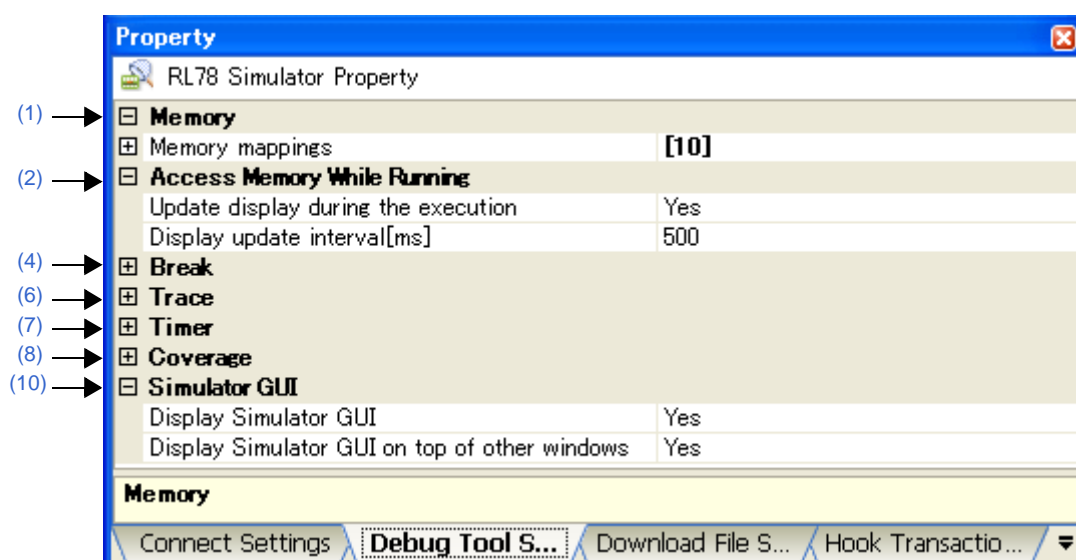 Property
RL78 Simulator Property
(1) Memory
Memory mappings [10]
(2) Access Memory While Running
Update display during the execution Yes
Display update interval[ms] 500
(4) Break
(6) Trace
(7) Timer
(8) Coverage
(10) Simulator GUI
Display Simulator GUI Yes
Display Simulator GUI on top of other windows Yes
Memory
Connect Settings Debug Tool S... Download File S... Hook Transactio...